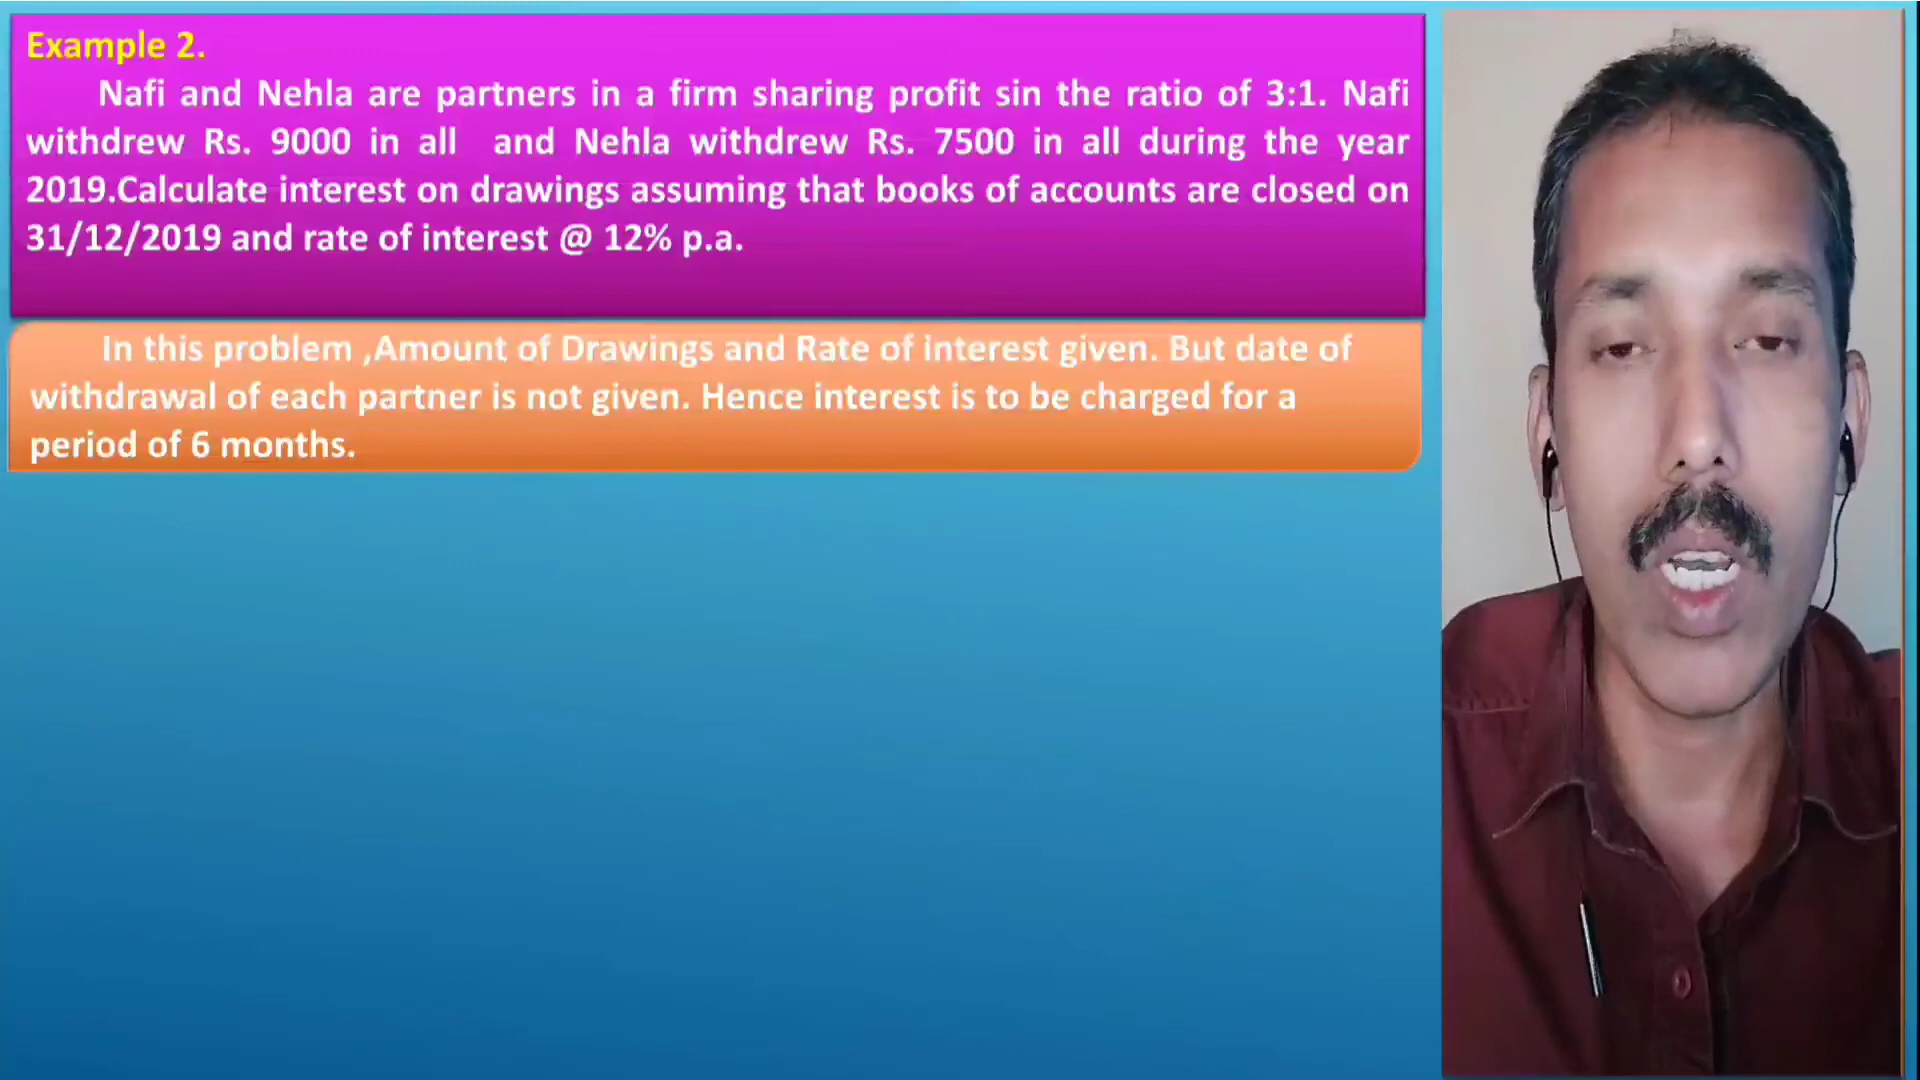 Example 2.
Nafi and Nehla are partners in a firm sharing profit sin the ratio of 3:1. Nafi
withdrew Rs. 9000 in all and Nehla withdrew Rs. 7500 in all during the year
2019.Calculate interest on drawings assuming that books of accounts are closed on
31/12/2019 and rate of interest @ 12% p.a.
In this problem ,Amount of Drawings and Rate of interest given. But date of
withdrawal of each partner is not given. Hence interest is to be charged for a
period of 6 months.